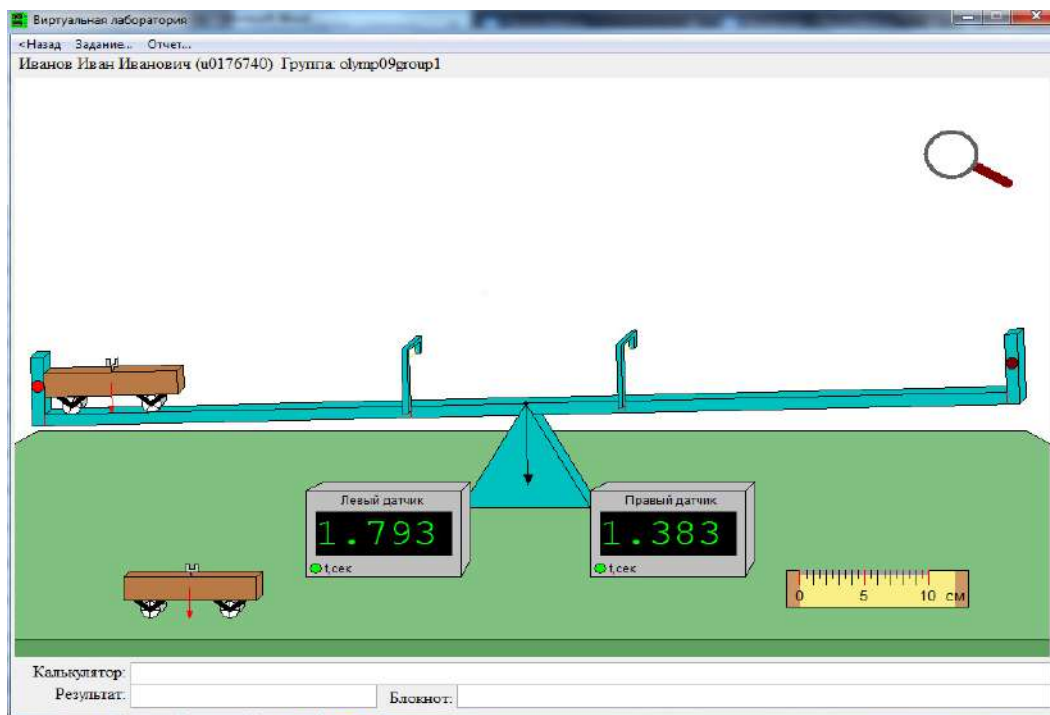 Виртуальная лаборатория
<Назад Задание... Отчет...
Иванов Иван Иванович (u0176740) Группа: olymp09group1
Левый датчик
1.793
t,сек
Правый датчик
1.383
t,сек
0 5 10 см
Калькулятор:
Результат: Блокнот: